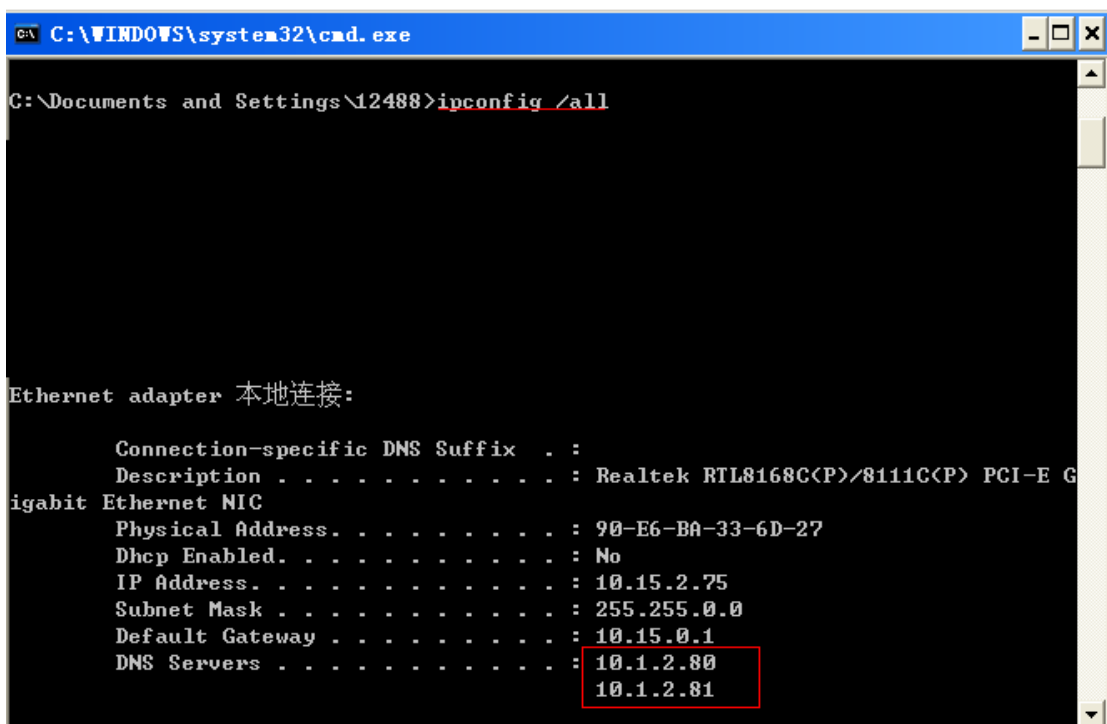 C:\WINDOWS\system32\cmd.exe
C:\Documents and Settings\12488>ipconfig /all
Ethernet adapter 本地连接:
Connection-specific DNS Suffix  . :
Description . . . . . . . . . . . : Realtek RTL8168C(P)/8111C(P) PCI-E G
igabit Ethernet NIC
Physical Address. . . . . . . . . : 90-E6-BA-33-6D-27
Dhcp Enabled. . . . . . . . . . . : No
IP Address. . . . . . . . . . . . : 10.15.2.75
Subnet Mask . . . . . . . . . . . : 255.255.0.0
Default Gateway . . . . . . . . . : 10.15.0.1
DNS Servers . . . . . . . . . . . : 10.1.2.80
10.1.2.81